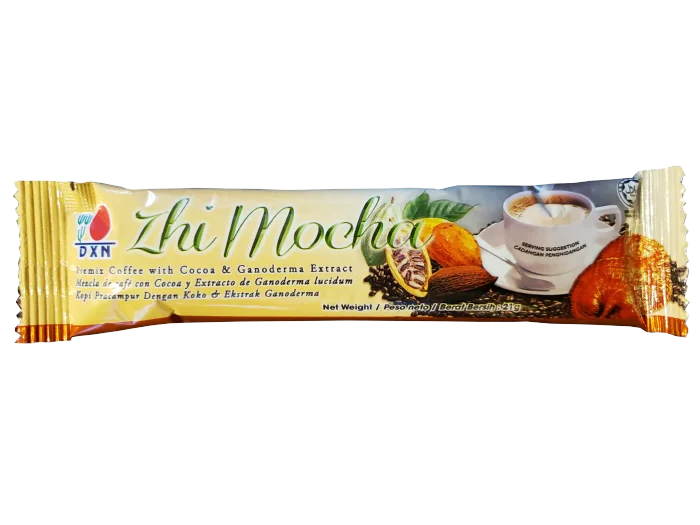 DXN
Zhi Mocha
Premix Coffee with Cocoa & Ganoderma Extract
Mezcla de café con Cocoa y Extracto de Ganoderma lucidum
Kopi Pracampur Dengan Koko & Ekstrak Ganoderma
Net Weight / Peso neto / Berat Bersih : 21g
SERVING SUGGESTION
CADANGAN PENGHIDANGAN